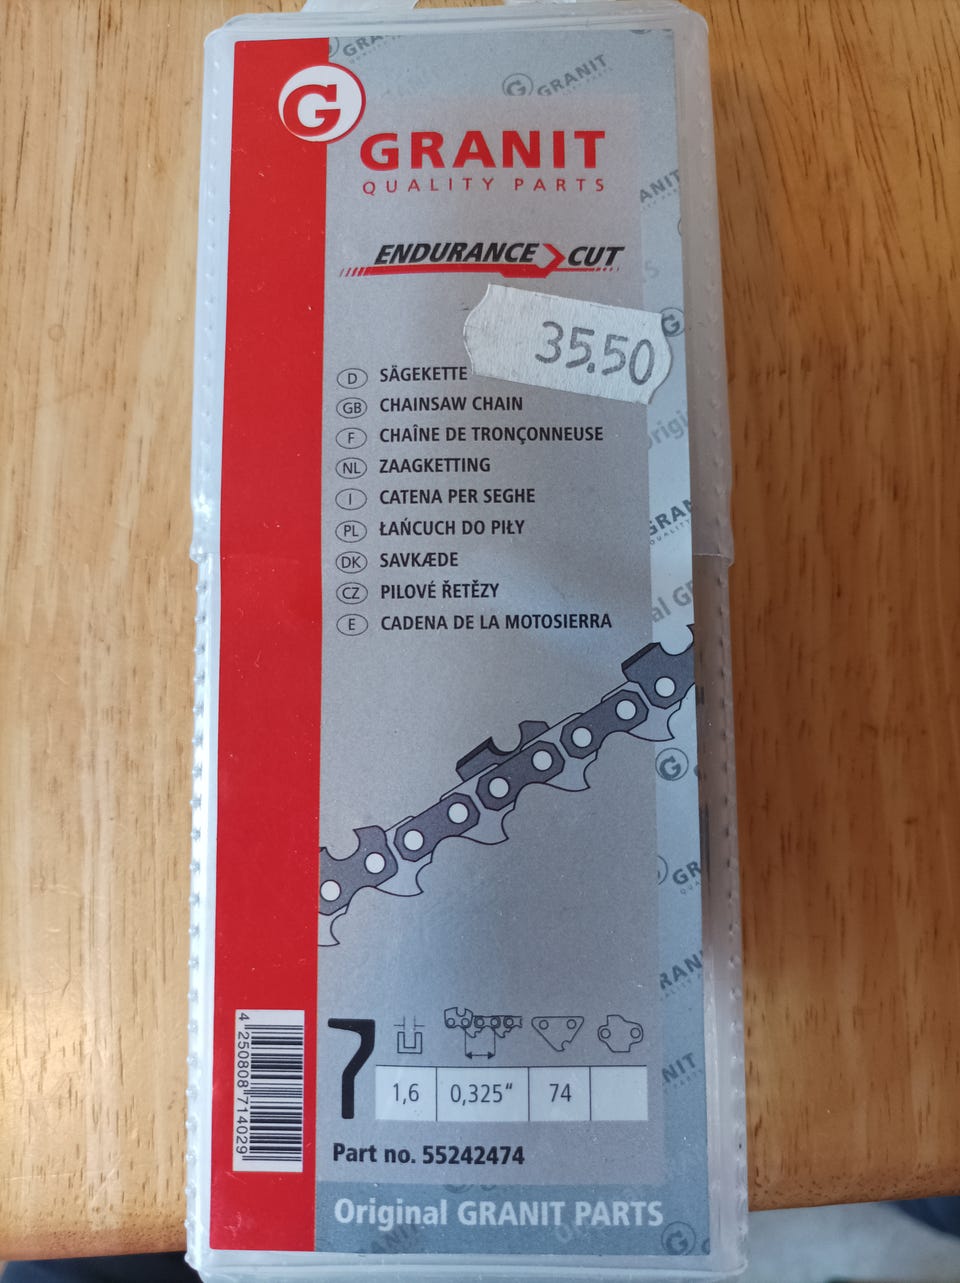 G
GRANIT
QUALITY PARTS
ENDURANCE CUT
35.50
D SÄGEKETTE
GB CHAINSAW CHAIN
F CHAÎNE DE TRONÇONNEUSE
NL ZAAGKETTING
I CATENA PER SEGHE
PL ŁAŃCUCH DO PIŁY
DK SAVKÆDE
CZ PILOVÉ ŘETĚZY
E CADENA DE LA MOTOSIERRA
7
1,6 0,325“ 74
4 250808 714029
Part no. 55242474
Original GRANIT PARTS